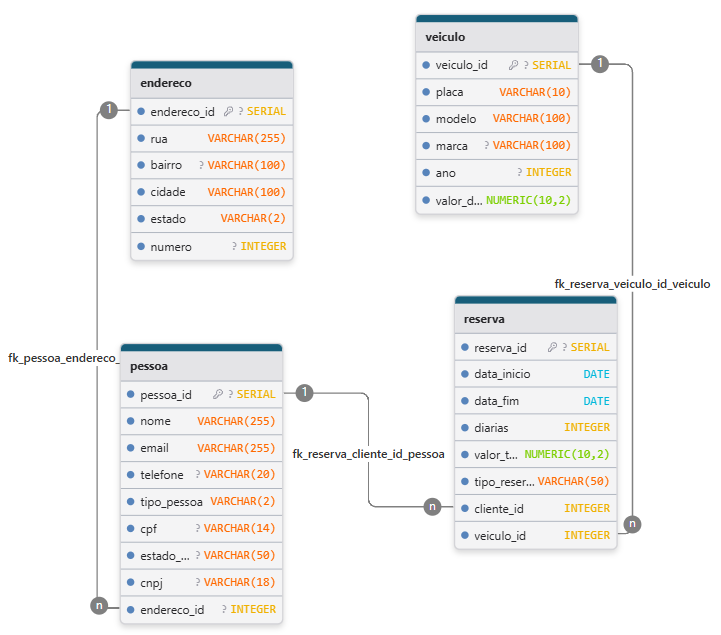 veiculo
veiculo_id ? SERIAL
placa VARCHAR(10)
modelo VARCHAR(100)
marca ? VARCHAR(100)
ano ? INTEGER
valor_d... NUMERIC(10,2)
1
endereco
endereco_id ? SERIAL
rua VARCHAR(255)
bairro ? VARCHAR(100)
cidade VARCHAR(100)
estado VARCHAR(2)
numero ? INTEGER
1
fk_reserva_veiculo_id_veiculo
fk_pessoa_endereco_
reserva
reserva_id ? SERIAL
data_inicio DATE
data_fim DATE
diarias INTEGER
valor_t... NUMERIC(10,2)
tipo_reser... VARCHAR(50)
cliente_id INTEGER
veiculo_id INTEGER
n
n
pessoa
pessoa_id ? SERIAL
nome VARCHAR(255)
email VARCHAR(255)
telefone ? VARCHAR(20)
tipo_pessoa VARCHAR(2)
cpf ? VARCHAR(14)
estado_... ? VARCHAR(50)
cnpj ? VARCHAR(18)
endereco_id ? INTEGER
1
n
fk_reserva_cliente_id_pessoa